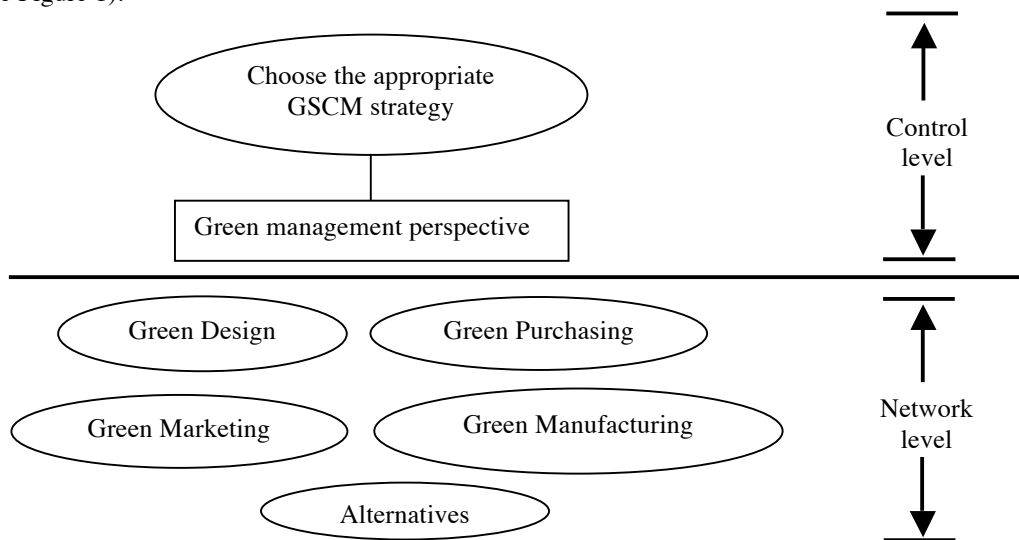 e Figure 1).
Choose the appropriate
GSCM strategy
Control
level
Green management perspective
Green Design
Green Purchasing
Green Marketing
Green Manufacturing
Network
level
Alternatives